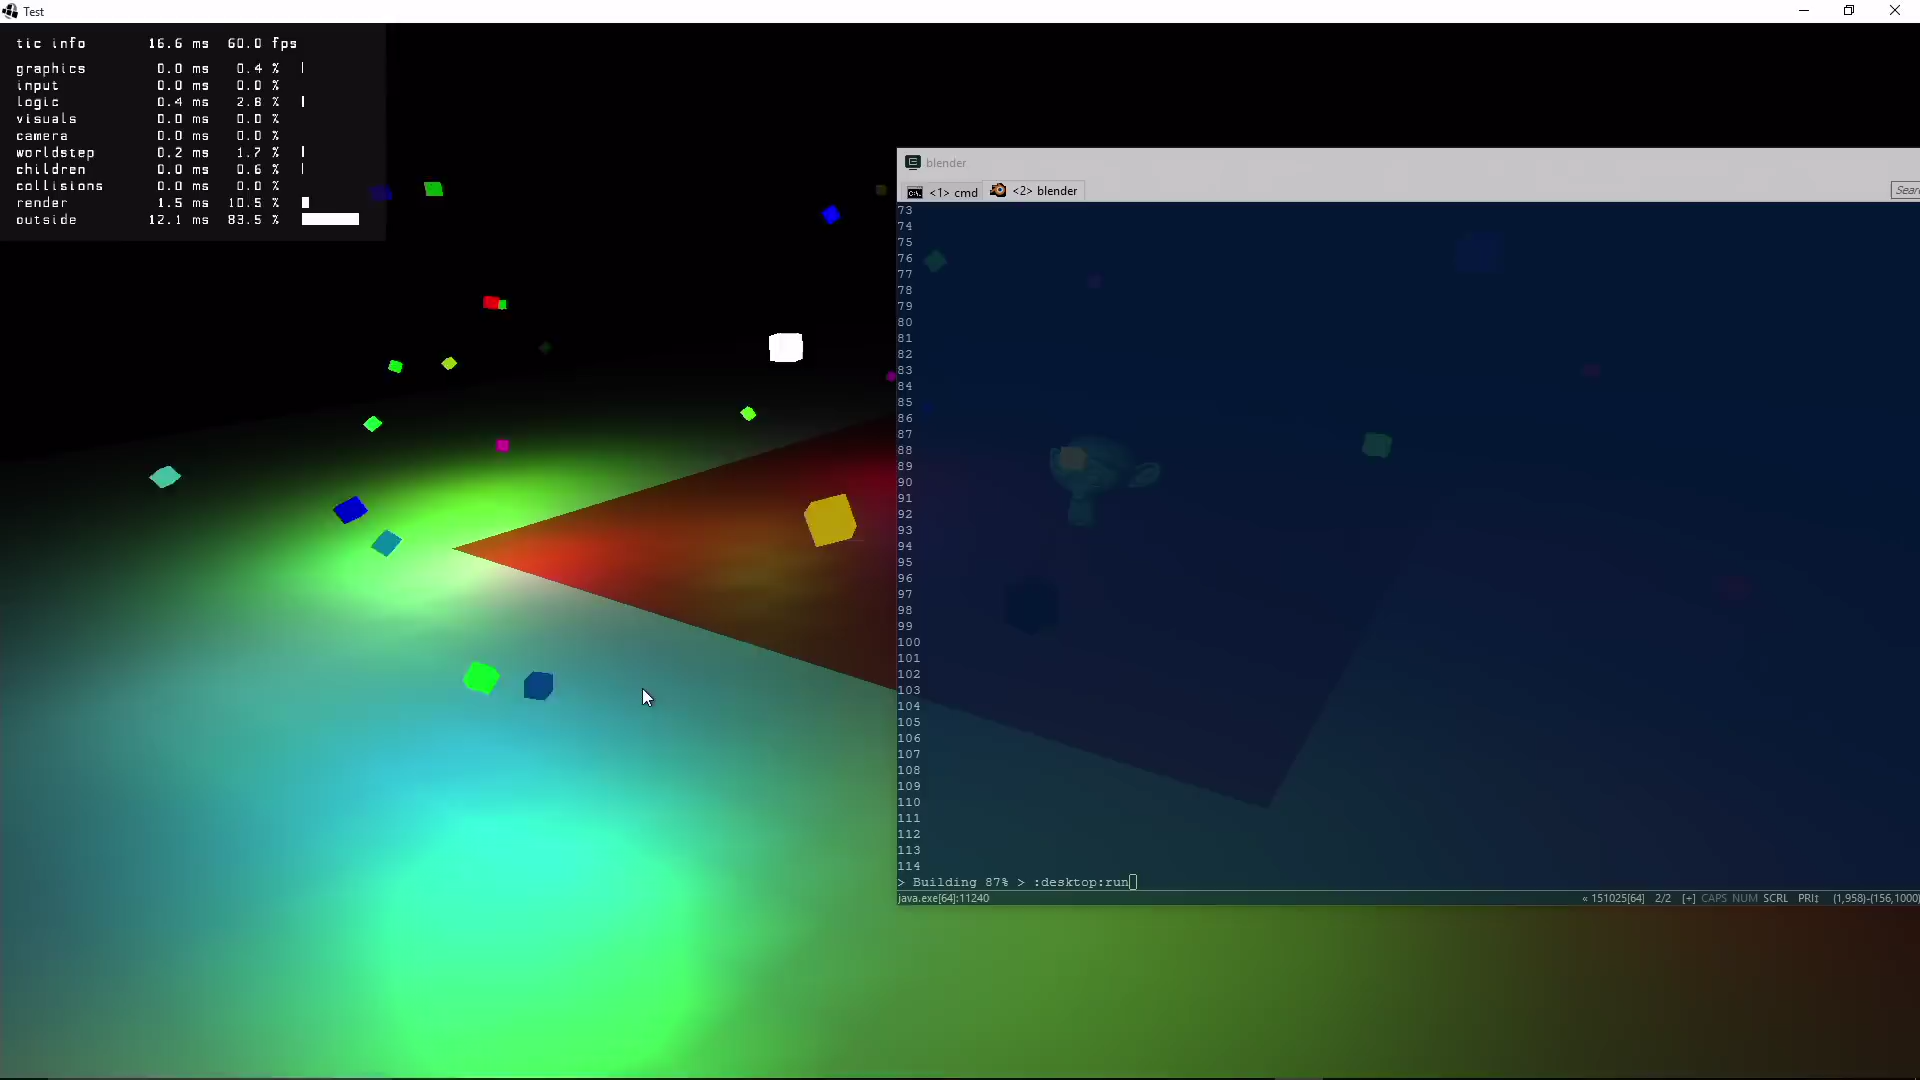 Test
tic info 16.6 ms 60.0 fps
graphics 0.0 ms 0.4 %
input 0.0 ms 0.0 %
logic 0.4 ms 2.8 %
visuals 0.0 ms 0.0 %
camera 0.0 ms 0.0 %
worldstep 0.2 ms 1.7 %
children 0.0 ms 0.6 %
collisions 0.0 ms 0.0 %
render 1.5 ms 10.5 %
outside 12.1 ms 83.5 %
blender
<1> cmd <2> blender
Searc
73
74
75
76
77
78
79
80
81
82
83
84
85
86
87
88
89
90
91
92
93
94
95
96
97
98
99
100
101
102
103
104
105
106
107
108
109
110
111
112
113
114
> Building 87% > :desktop:run
java.exe[64]:11240 « 151025[64] 2/2 [+] CAPS NUM SCRL PRI↕ (1,958)-(156,1000)